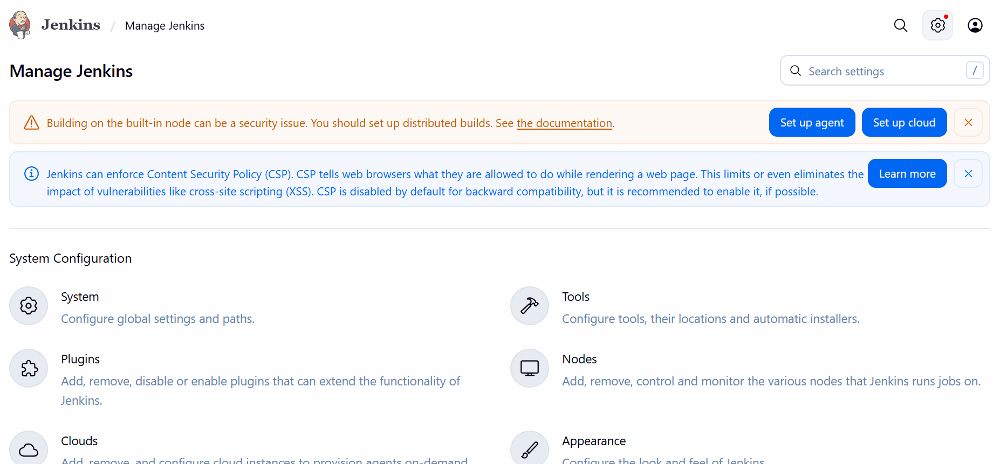 Jenkins / Manage Jenkins
Manage Jenkins
Search settings /
Building on the built-in node can be a security issue. You should set up distributed builds. See the documentation.
Set up agent
Set up cloud
Jenkins can enforce Content Security Policy (CSP). CSP tells web browsers what they are allowed to do while rendering a web page. This limits or even eliminates the
impact of vulnerabilities like cross-site scripting (XSS). CSP is disabled by default for backward compatibility, but it is recommended to enable it, if possible.
Learn more
System Configuration
System
Configure global settings and paths.
Tools
Configure tools, their locations and automatic installers.
Plugins
Add, remove, disable or enable plugins that can extend the functionality of
Jenkins.
Nodes
Add, remove, control and monitor the various nodes that Jenkins runs jobs on.
Clouds
Add, remove, and configure cloud instances to provision agents on-demand
Appearance
Configure the look and feel of Jenkins